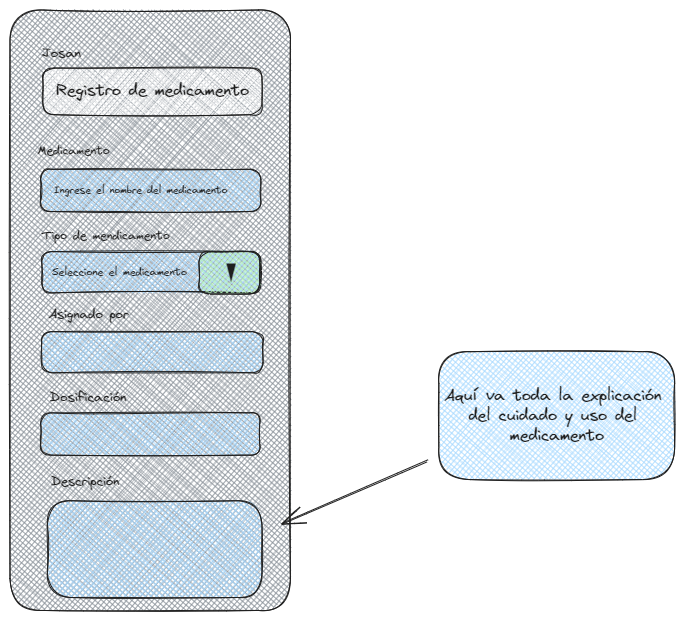 Josan
Registro de medicamento
Medicamento
Ingrese el nombre del medicamento
Tipo de mendicamento
Seleccione el medicamento
Asignado por
Dosificación
Descripción
Aquí va toda la explicación
del cuidado y uso del
medicamento